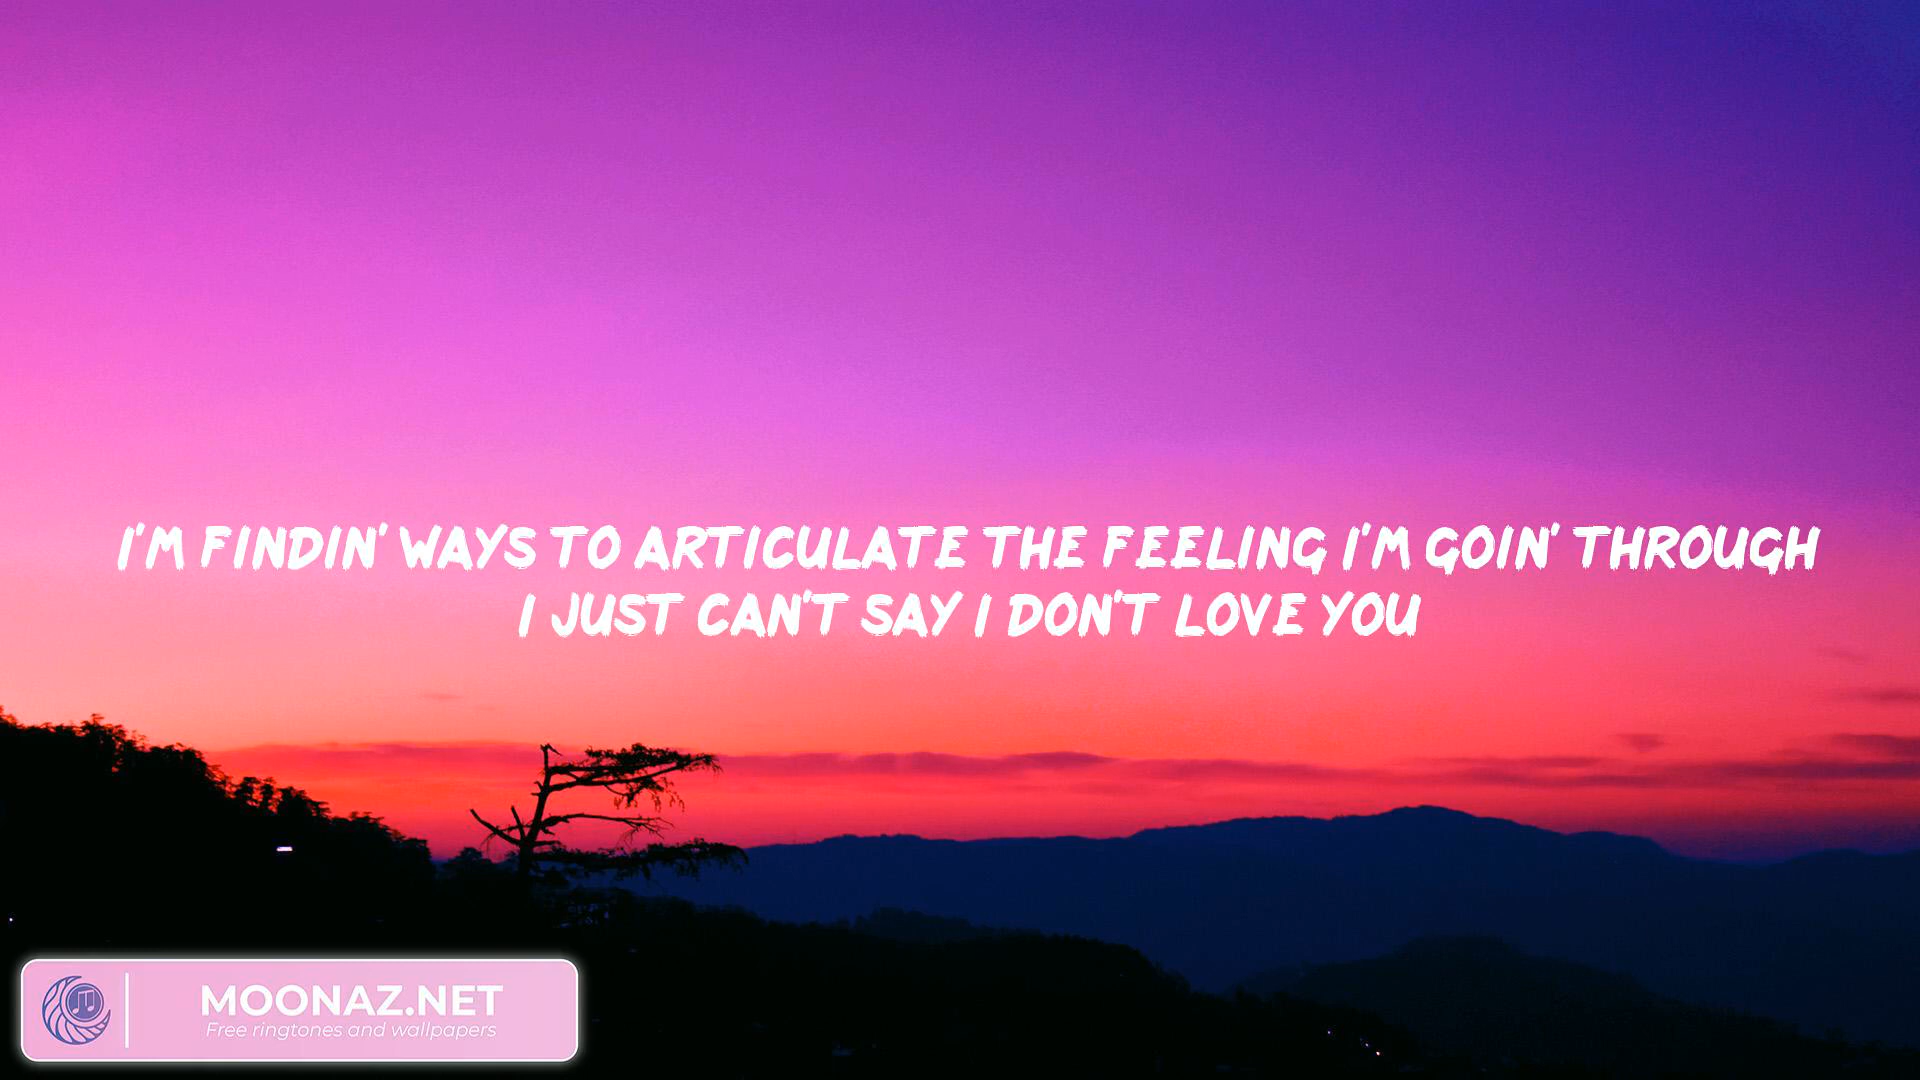 I'M FINDIN' WAYS TO ARTICULATE THE FEELING I'M GOIN' THROUGH
I JUST CAN'T SAY I DON'T LOVE YOU
MOONAZ.NET
Free ringtones and wallpapers